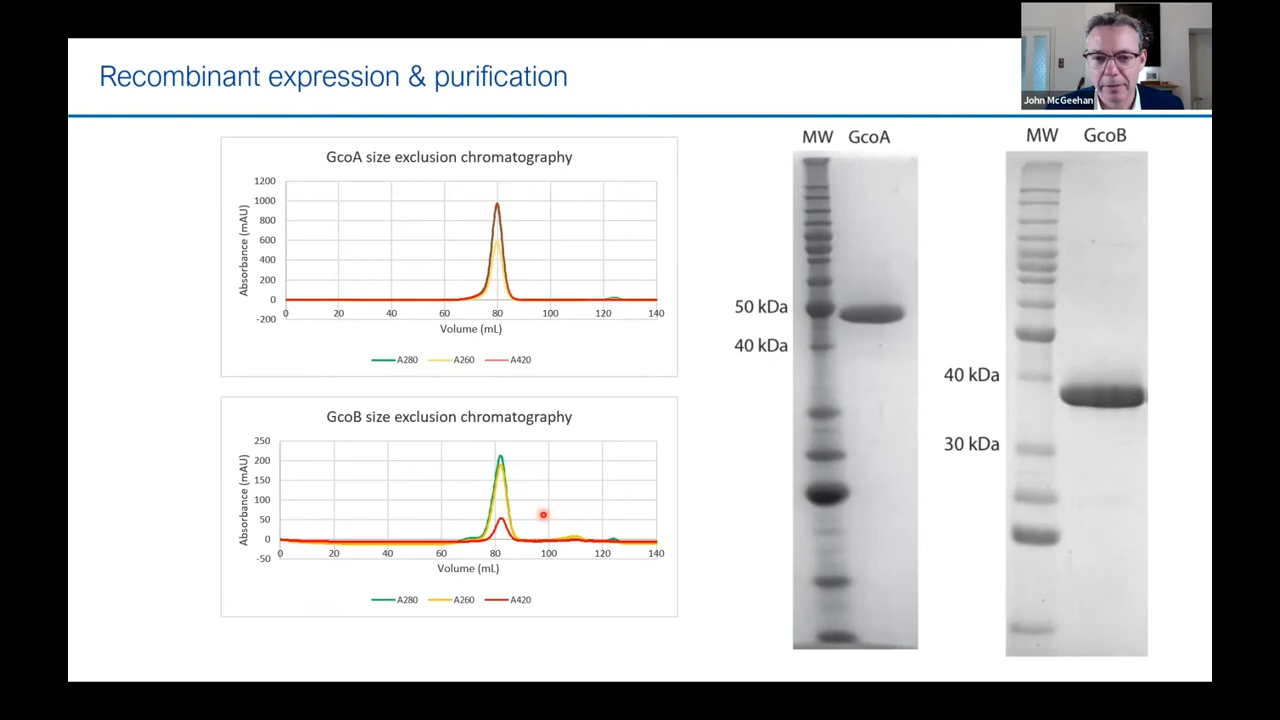 Recombinant expression & purification
John McGeehan
GcoA size exclusion chromatography
Absorbance (mAU)
1200
1000
800
600
400
200
0
-200
0 20 40 60 80 100 120 140
Volume (mL)
A280 A260 A420
GcoB size exclusion chromatography
Absorbance (mAU)
250
200
150
100
50
0
-50
0 20 40 60 80 100 120 140
Volume (mL)
A280 A260 A420
MW GcoA
50 kDa
40 kDa
MW GcoB
40 kDa
30 kDa